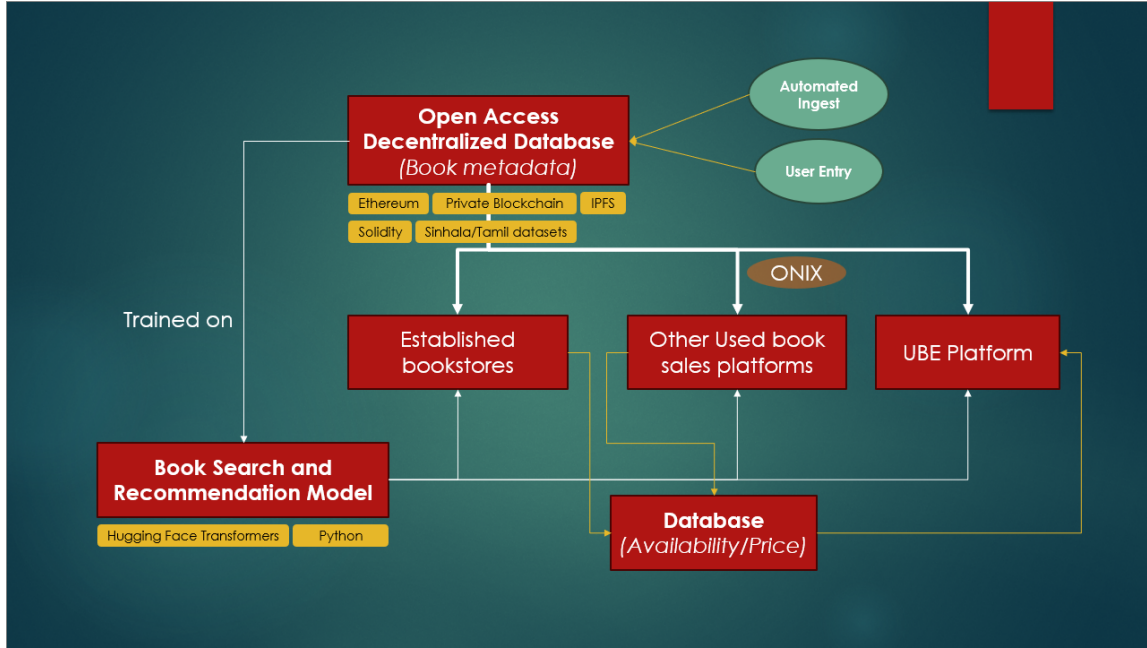 Automated
Ingest
Open Access
Decentralized Database
(Book metadata)
User Entry
Ethereum
Private Blockchain
IPFS
Solidity
Sinhala/Tamil datasets
ONIX
Trained on
Established
bookstores
Other Used book
sales platforms
UBE Platform
Book Search and
Recommendation Model
Hugging Face Transformers
Python
Database
(Availability/Price)